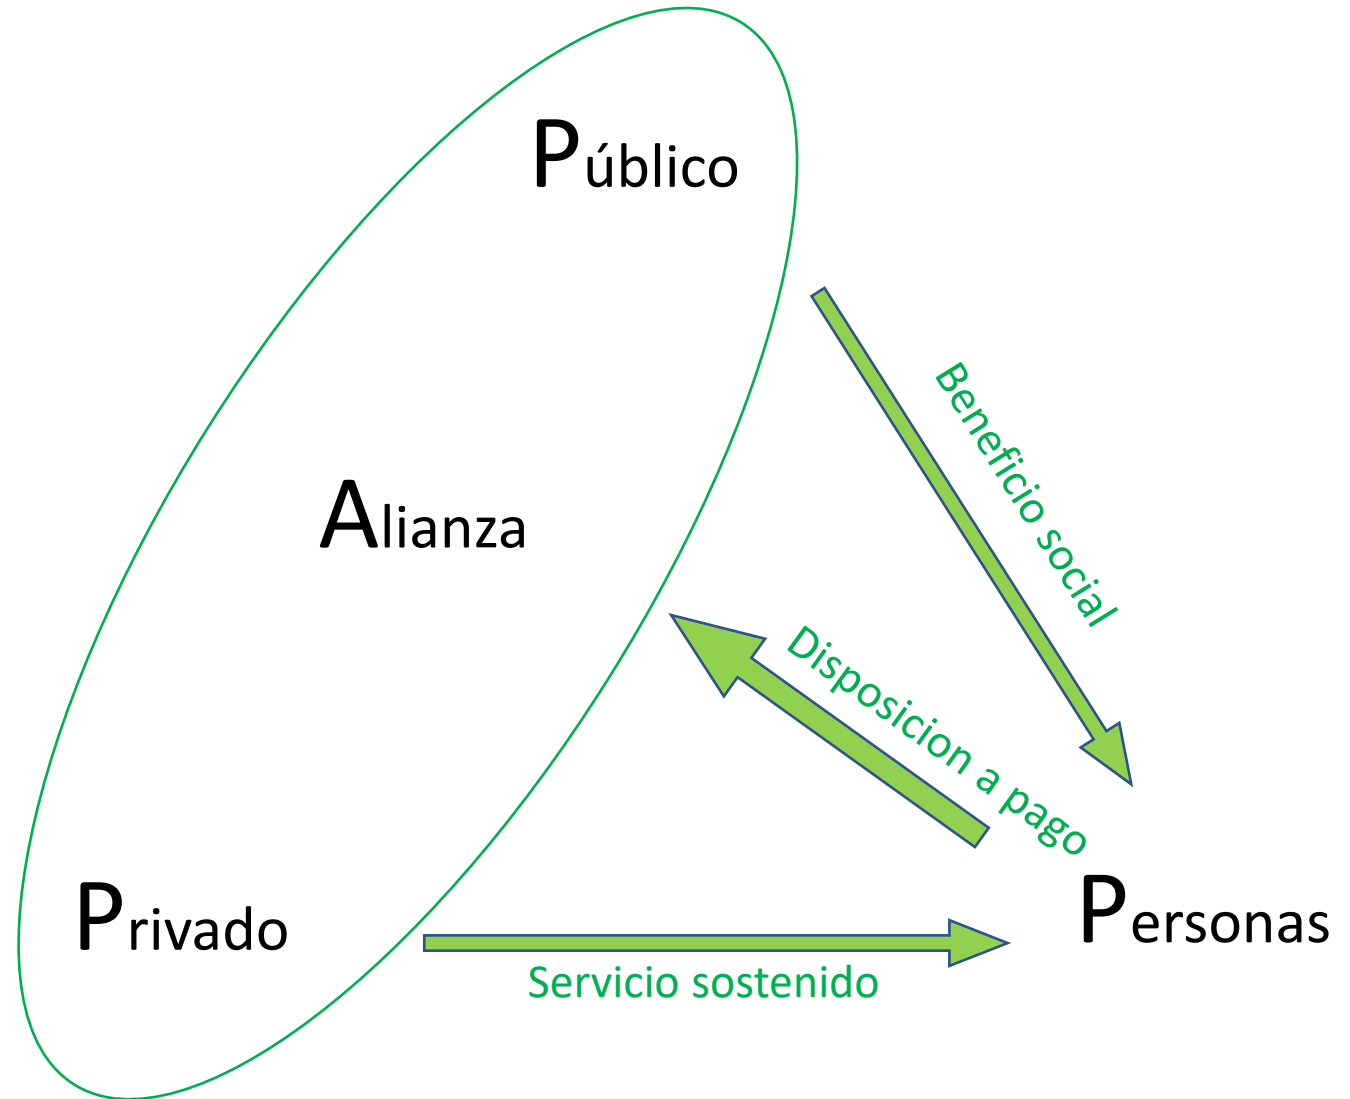 Público
Beneficio social
Alianza
Disposicion a pago
Privado
Personas
Servicio sostenido